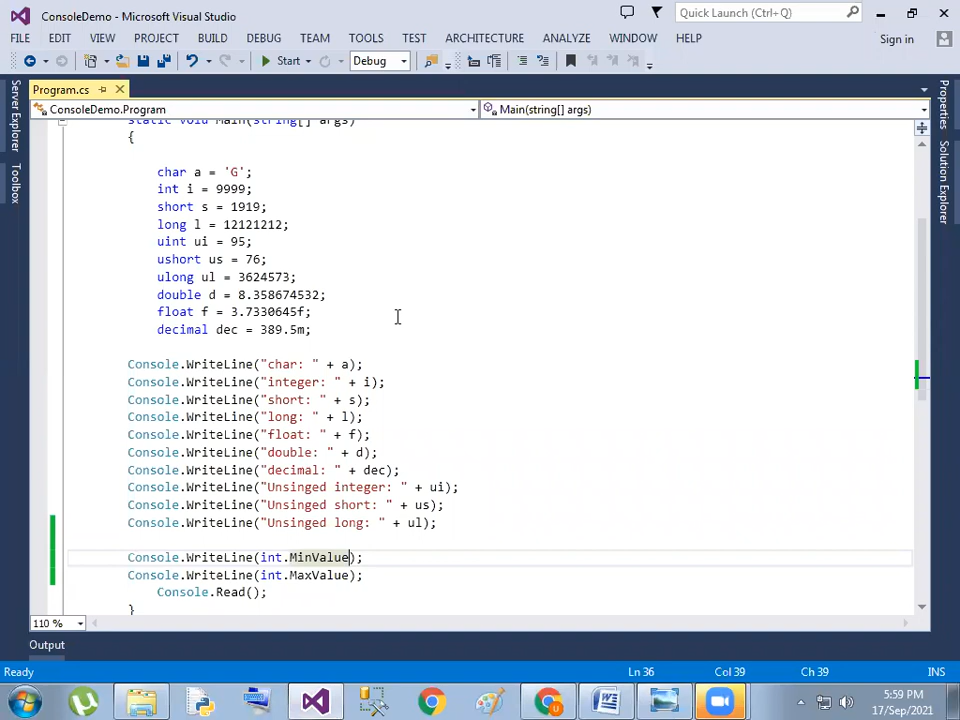 ConsoleDemo - Microsoft Visual Studio
Quick Launch (Ctrl+Q)
FILE EDIT VIEW PROJECT BUILD DEBUG TEAM TOOLS TEST ARCHITECTURE ANALYZE WINDOW HELP Sign in
Start Debug
Program.cs
ConsoleDemo.Program Main(string[] args)
Server Explorer
Toolbox
Properties
Solution Explorer
static void Main(string[] args)
{
char a = 'G';
int i = 9999;
short s = 1919;
long l = 12121212;
uint ui = 95;
ushort us = 76;
ulong ul = 3624573;
double d = 8.358674532;
float f = 3.7330645f;
decimal dec = 389.5m;
Console.WriteLine("char: " + a);
Console.WriteLine("integer: " + i);
Console.WriteLine("short: " + s);
Console.WriteLine("long: " + l);
Console.WriteLine("float: " + f);
Console.WriteLine("double: " + d);
Console.WriteLine("decimal: " + dec);
Console.WriteLine("Unsinged integer: " + ui);
Console.WriteLine("Unsinged short: " + us);
Console.WriteLine("Unsinged long: " + ul);
Console.WriteLine(int.MinValue);
Console.WriteLine(int.MaxValue);
Console.Read();
}
110 %
Output
Ready Ln 36 Col 39 Ch 39 INS
5:59 PM
17/Sep/2021